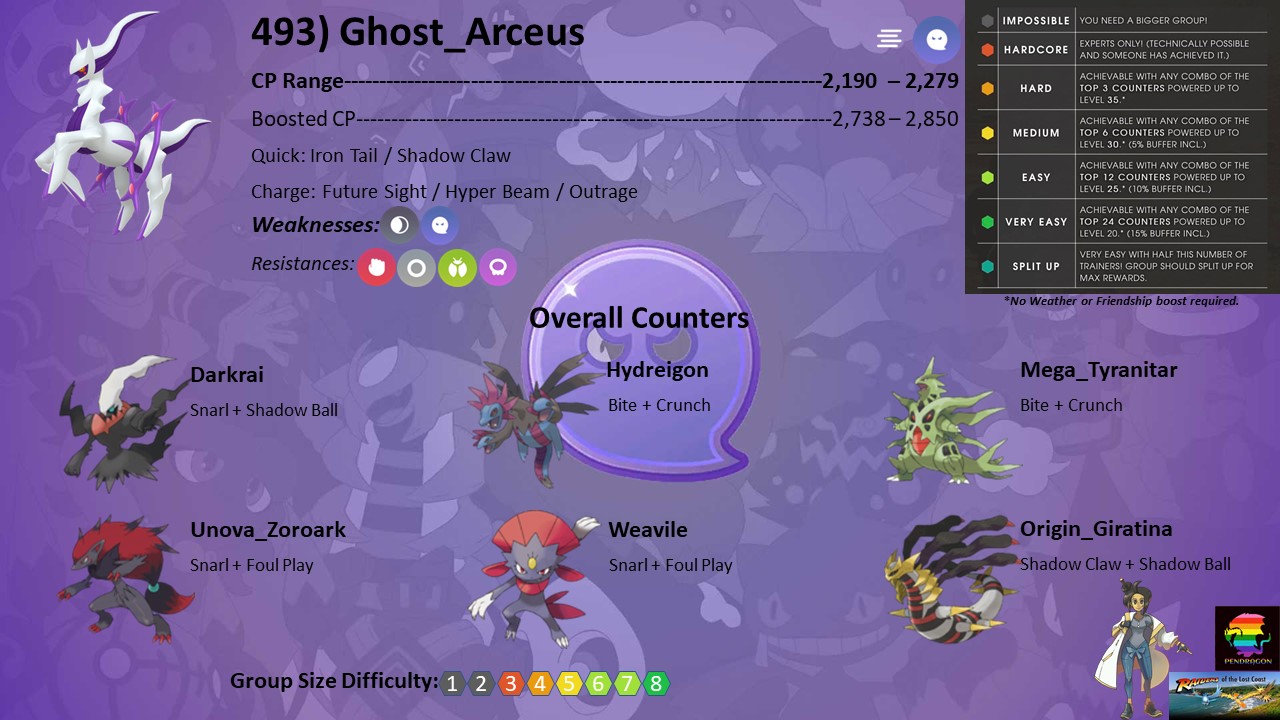 493) Ghost_Arceus
CP Range--------------------------------------------------------------------2,190 – 2,279
Boosted CP--------------------------------------------------------------------2,738 – 2,850
Quick: Iron Tail / Shadow Claw
Charge: Future Sight / Hyper Beam / Outrage
Weaknesses:
Resistances:
IMPOSSIBLE YOU NEED A BIGGER GROUP!
HARDCORE EXPERTS ONLY! (TECHNICALLY POSSIBLE
AND SOMEONE HAS ACHIEVED IT.)
HARD ACHIEVABLE WITH ANY COMBO OF THE
TOP 3 COUNTERS POWERED UP TO
LEVEL 35.*
MEDIUM ACHIEVABLE WITH ANY COMBO OF THE
TOP 6 COUNTERS POWERED UP TO
LEVEL 30.* (5% BUFFER INCL.)
EASY ACHIEVABLE WITH ANY COMBO OF THE
TOP 12 COUNTERS POWERED UP TO
LEVEL 25.* (10% BUFFER INCL.)
VERY EASY ACHIEVABLE WITH ANY COMBO OF THE
TOP 24 COUNTERS POWERED UP TO
LEVEL 20.* (15% BUFFER INCL.)
SPLIT UP VERY EASY WITH HALF THIS NUMBER OF
TRAINERS! GROUP SHOULD SPLIT UP FOR
MAX REWARDS.
*No Weather or Friendship boost required.
Overall Counters
Darkrai
Snarl + Shadow Ball
Hydreigon
Bite + Crunch
Mega_Tyranitar
Bite + Crunch
Unova_Zoroark
Snarl + Foul Play
Weavile
Snarl + Foul Play
Origin_Giratina
Shadow Claw + Shadow Ball
Group Size Difficulty: 1 2 3 4 5 6 7 8
PENDRAGON
RAIDERS of the Lost Coast